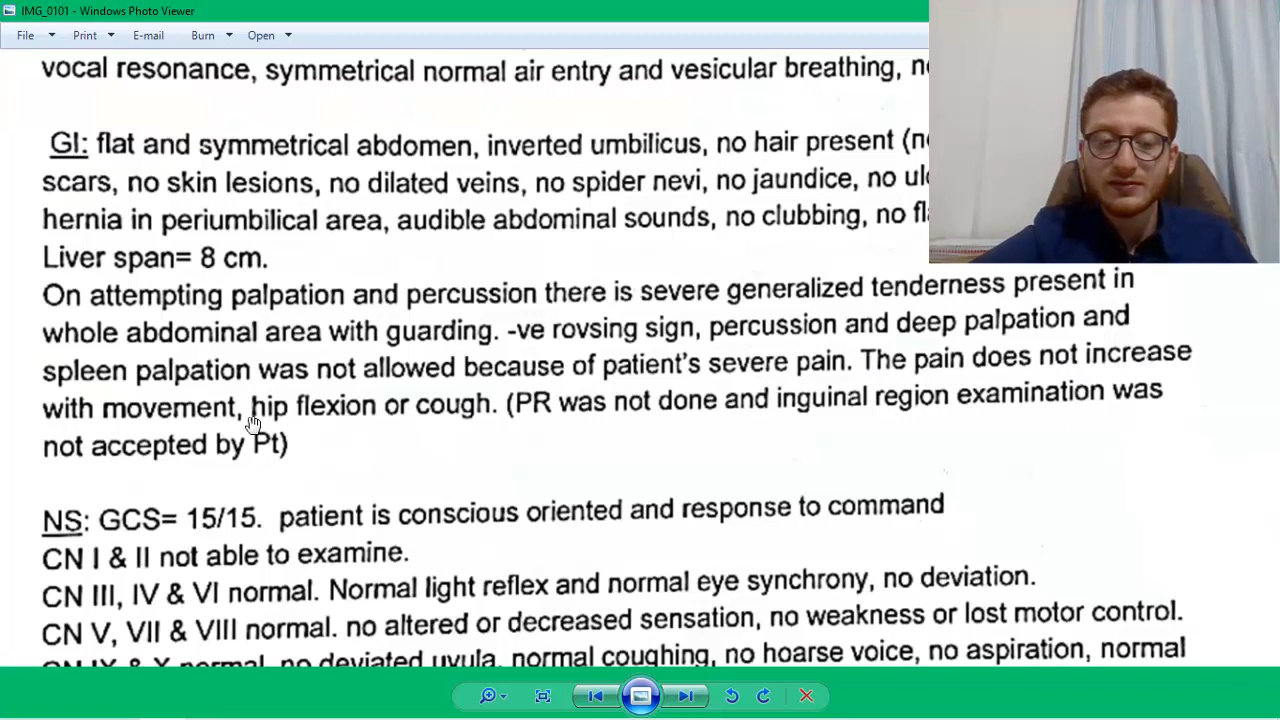 IMG_0101 - Windows Photo Viewer
File Print E-mail Burn Open
vocal resonance, symmetrical normal air entry and vesicular breathing,
GI: flat and symmetrical abdomen, inverted umbilicus, no hair present
scars, no skin lesions, no dilated veins, no spider nevi, no jaundice, no
hernia in periumbilical area, audible abdominal sounds, no clubbing, no
Liver span= 8 cm.
On attempting palpation and percussion there is severe generalized tenderness present in
whole abdominal area with guarding. -ve rovsing sign, percussion and deep palpation and
spleen palpation was not allowed because of patient's severe pain. The pain does not increase
with movement, hip flexion or cough. (PR was not done and inguinal region examination was
not accepted by Pt)
NS: GCS= 15/15. patient is conscious oriented and response to command
CN I & II not able to examine.
CN III, IV & VI normal. Normal light reflex and normal eye synchrony, no deviation.
CN V, VII & VIII normal. no altered or decreased sensation, no weakness or lost motor control.
CN IX & X normal, no deviated uvula, normal coughing, no hoarse voice, no aspiration, normal